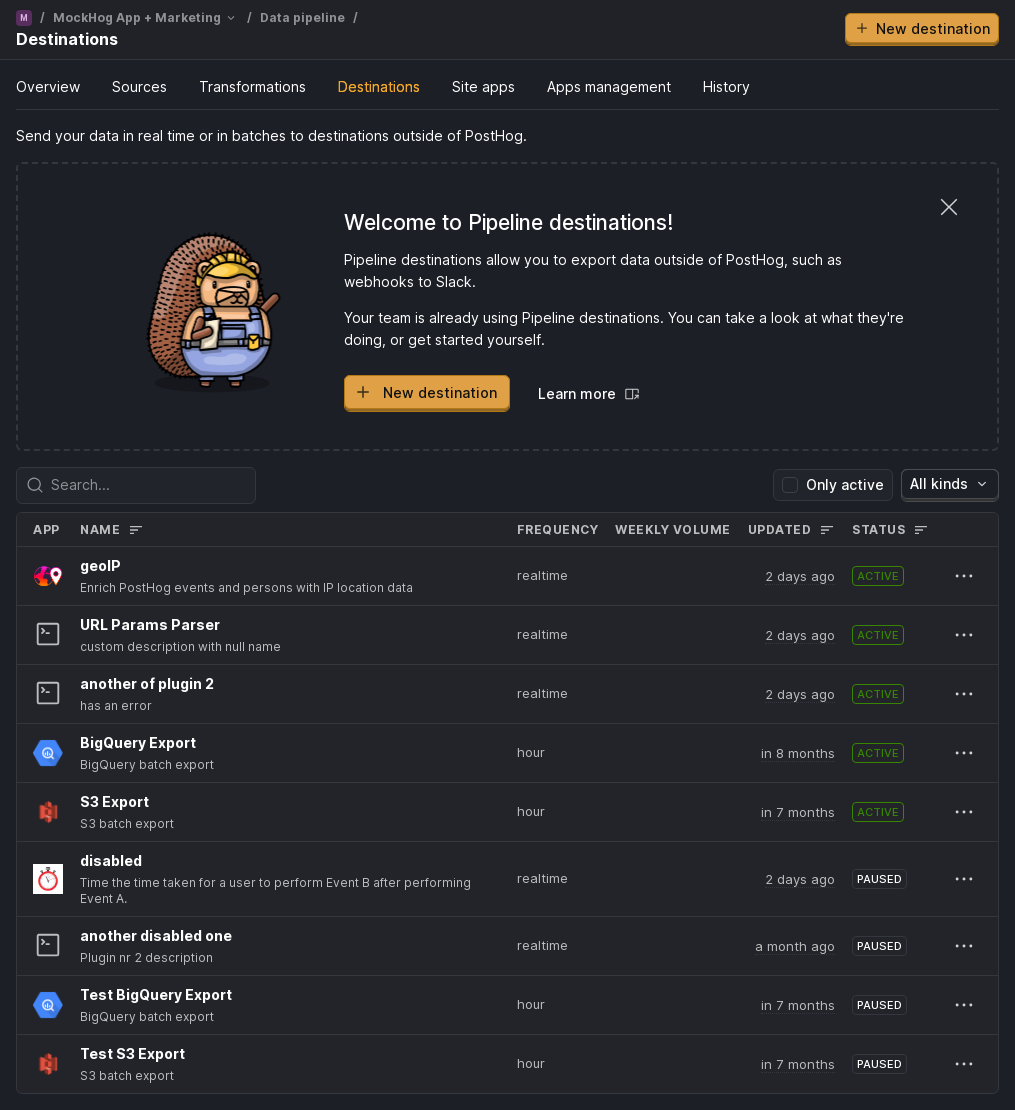 M / MockHog App + Marketing / Data pipeline /
Destinations
New destination
Overview Sources Transformations Destinations Site apps Apps management History
Send your data in real time or in batches to destinations outside of PostHog.
Welcome to Pipeline destinations!
Pipeline destinations allow you to export data outside of PostHog, such as
webhooks to Slack.
Your team is already using Pipeline destinations. You can take a look at what they're
doing, or get started yourself.
New destination Learn more
Search... Only active All kinds
APP NAME FREQUENCY WEEKLY VOLUME UPDATED STATUS
geoIP
Enrich PostHog events and persons with IP location data
realtime 2 days ago ACTIVE
URL Params Parser
custom description with null name
realtime 2 days ago ACTIVE
another of plugin 2
has an error
realtime 2 days ago ACTIVE
BigQuery Export
BigQuery batch export
hour in 8 months ACTIVE
S3 Export
S3 batch export
hour in 7 months ACTIVE
disabled
Time the time taken for a user to perform Event B after performing
Event A.
realtime 2 days ago PAUSED
another disabled one
Plugin nr 2 description
realtime a month ago PAUSED
Test BigQuery Export
BigQuery batch export
hour in 7 months PAUSED
Test S3 Export
S3 batch export
hour in 7 months PAUSED